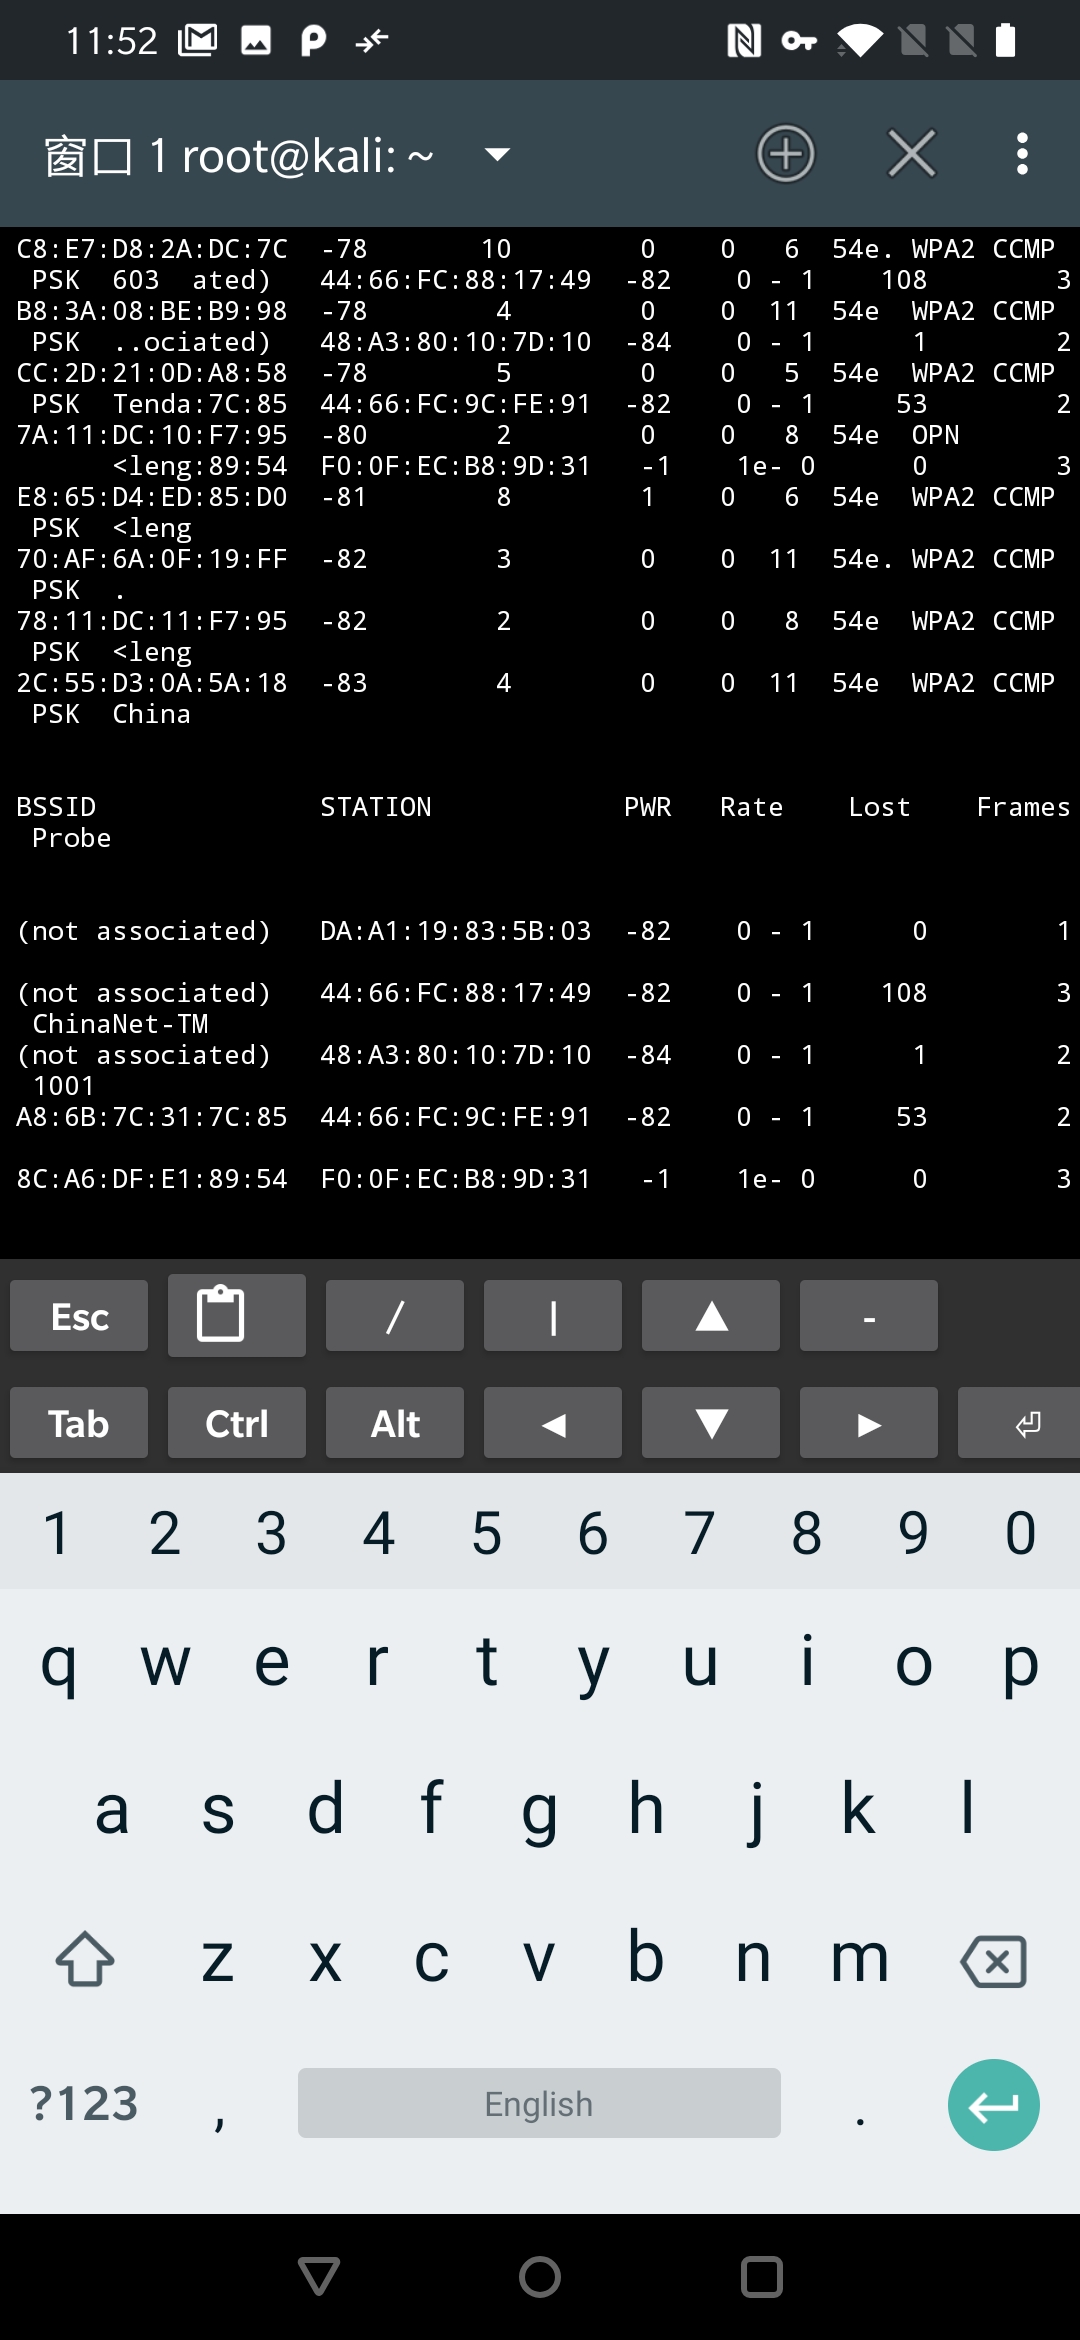 11:52
窗口 1 root@kali: ~
C8:E7:D8:2A:DC:7C -78 10 0 0 6 54e. WPA2 CCMP
PSK 603 ated) 44:66:FC:88:17:49 -82 0 - 1 108 3
B8:3A:08:BE:B9:98 -78 4 0 0 11 54e WPA2 CCMP
PSK ..ociated) 48:A3:80:10:7D:10 -84 0 - 1 1 2
CC:2D:21:0D:A8:58 -78 5 0 0 5 54e WPA2 CCMP
PSK Tenda:7C:85 44:66:FC:9C:FE:91 -82 0 - 1 53 2
7A:11:DC:10:F7:95 -80 2 0 0 8 54e OPN
<leng:89:54 F0:0F:EC:B8:9D:31 -1 1e- 0 0 3
E8:65:D4:ED:85:D0 -81 8 1 0 6 54e WPA2 CCMP
PSK <leng
70:AF:6A:0F:19:FF -82 3 0 0 11 54e. WPA2 CCMP
PSK .
78:11:DC:11:F7:95 -82 2 0 0 8 54e WPA2 CCMP
PSK <leng
2C:55:D3:0A:5A:18 -83 4 0 0 11 54e WPA2 CCMP
PSK China
BSSID STATION PWR Rate Lost Frames
Probe
(not associated) DA:A1:19:83:5B:03 -82 0 - 1 0 1
(not associated) 44:66:FC:88:17:49 -82 0 - 1 108 3
ChinaNet-TM
(not associated) 48:A3:80:10:7D:10 -84 0 - 1 1 2
1001
A8:6B:7C:31:7C:85 44:66:FC:9C:FE:91 -82 0 - 1 53 2
8C:A6:DF:E1:89:54 F0:0F:EC:B8:9D:31 -1 1e- 0 0 3
Esc / | ▲ -
Tab Ctrl Alt ◄ ▼ ► ⏎
1 2 3 4 5 6 7 8 9 0
q w e r t y u i o p
a s d f g h j k l
z x c v b n m
?123 , English .